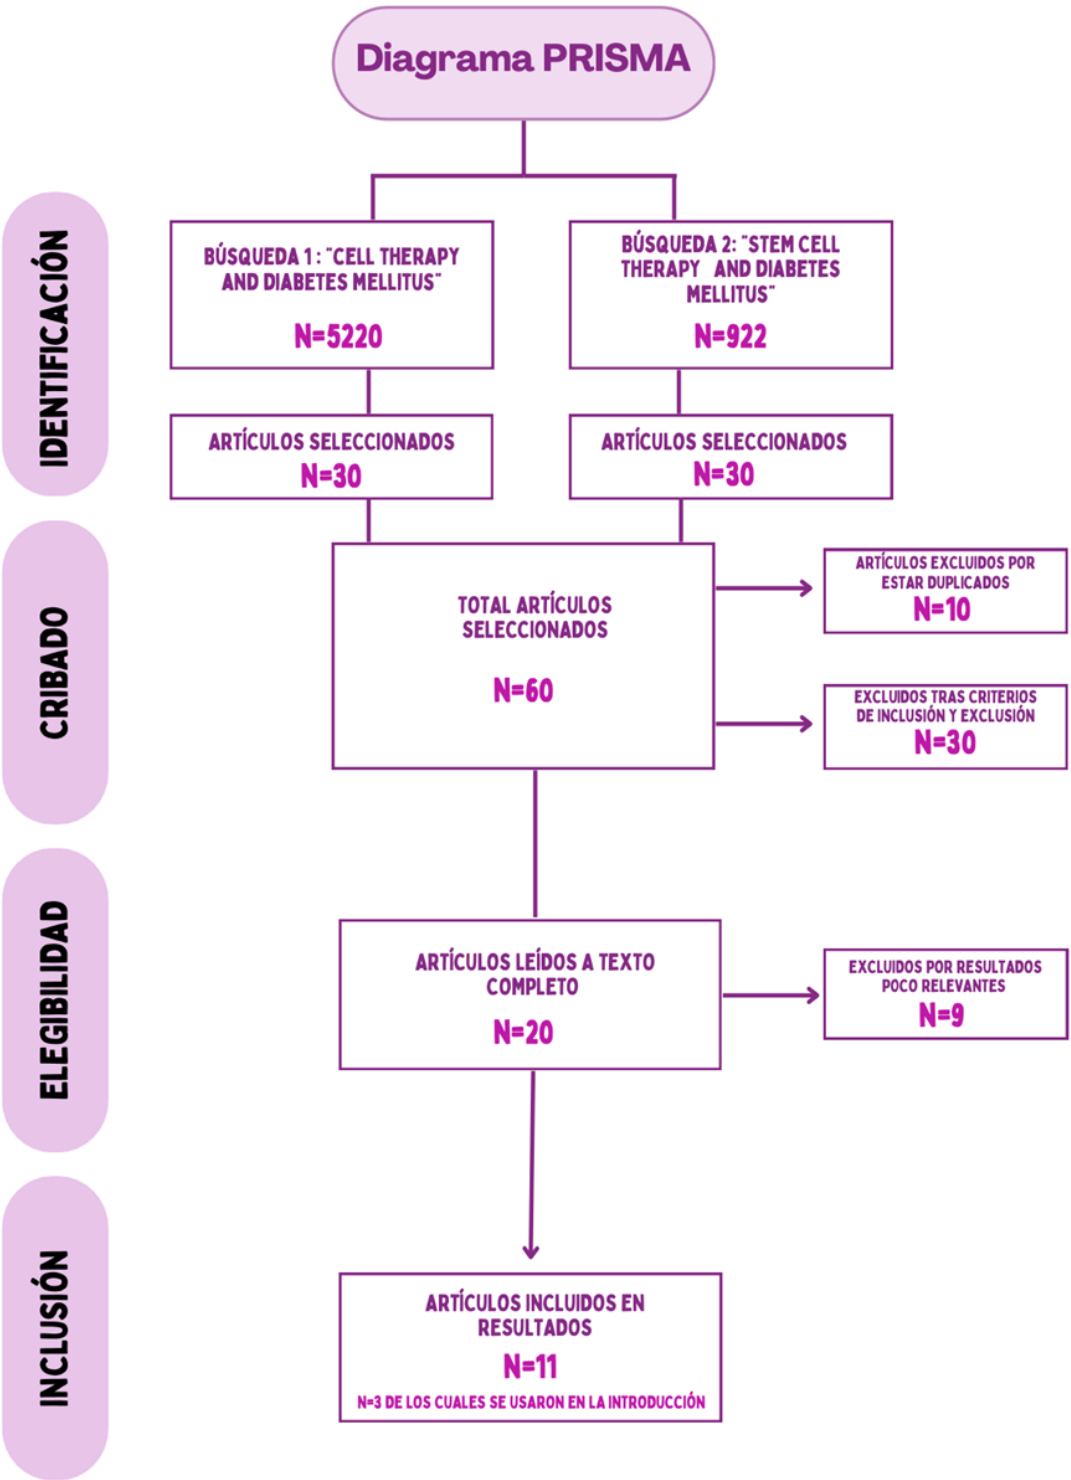 Diagrama PRISMA
IDENTIFICACIÓN
BÚSQUEDA 1 : "CELL THERAPY
AND DIABETES MELLITUS"
N=5220
BÚSQUEDA 2: "STEM CELL
THERAPY AND DIABETES
MELLITUS"
N=922
ARTÍCULOS SELECCIONADOS
N=30
ARTÍCULOS SELECCIONADOS
N=30
CRIBADO
TOTAL ARTÍCULOS
SELECCIONADOS
N=60
ARTÍCULOS EXCLUIDOS POR
ESTAR DUPLICADOS
N=10
EXCLUIDOS TRAS CRITERIOS
DE INCLUSIÓN Y EXCLUSIÓN
N=30
ELEGIBILIDAD
ARTÍCULOS LEÍDOS A TEXTO
COMPLETO
N=20
EXCLUIDOS POR RESULTADOS
POCO RELEVANTES
N=9
INCLUSIÓN
ARTÍCULOS INCLUIDOS EN
RESULTADOS
N=11
N=3 DE LOS CUALES SE USARON EN LA INTRODUCCIÓN